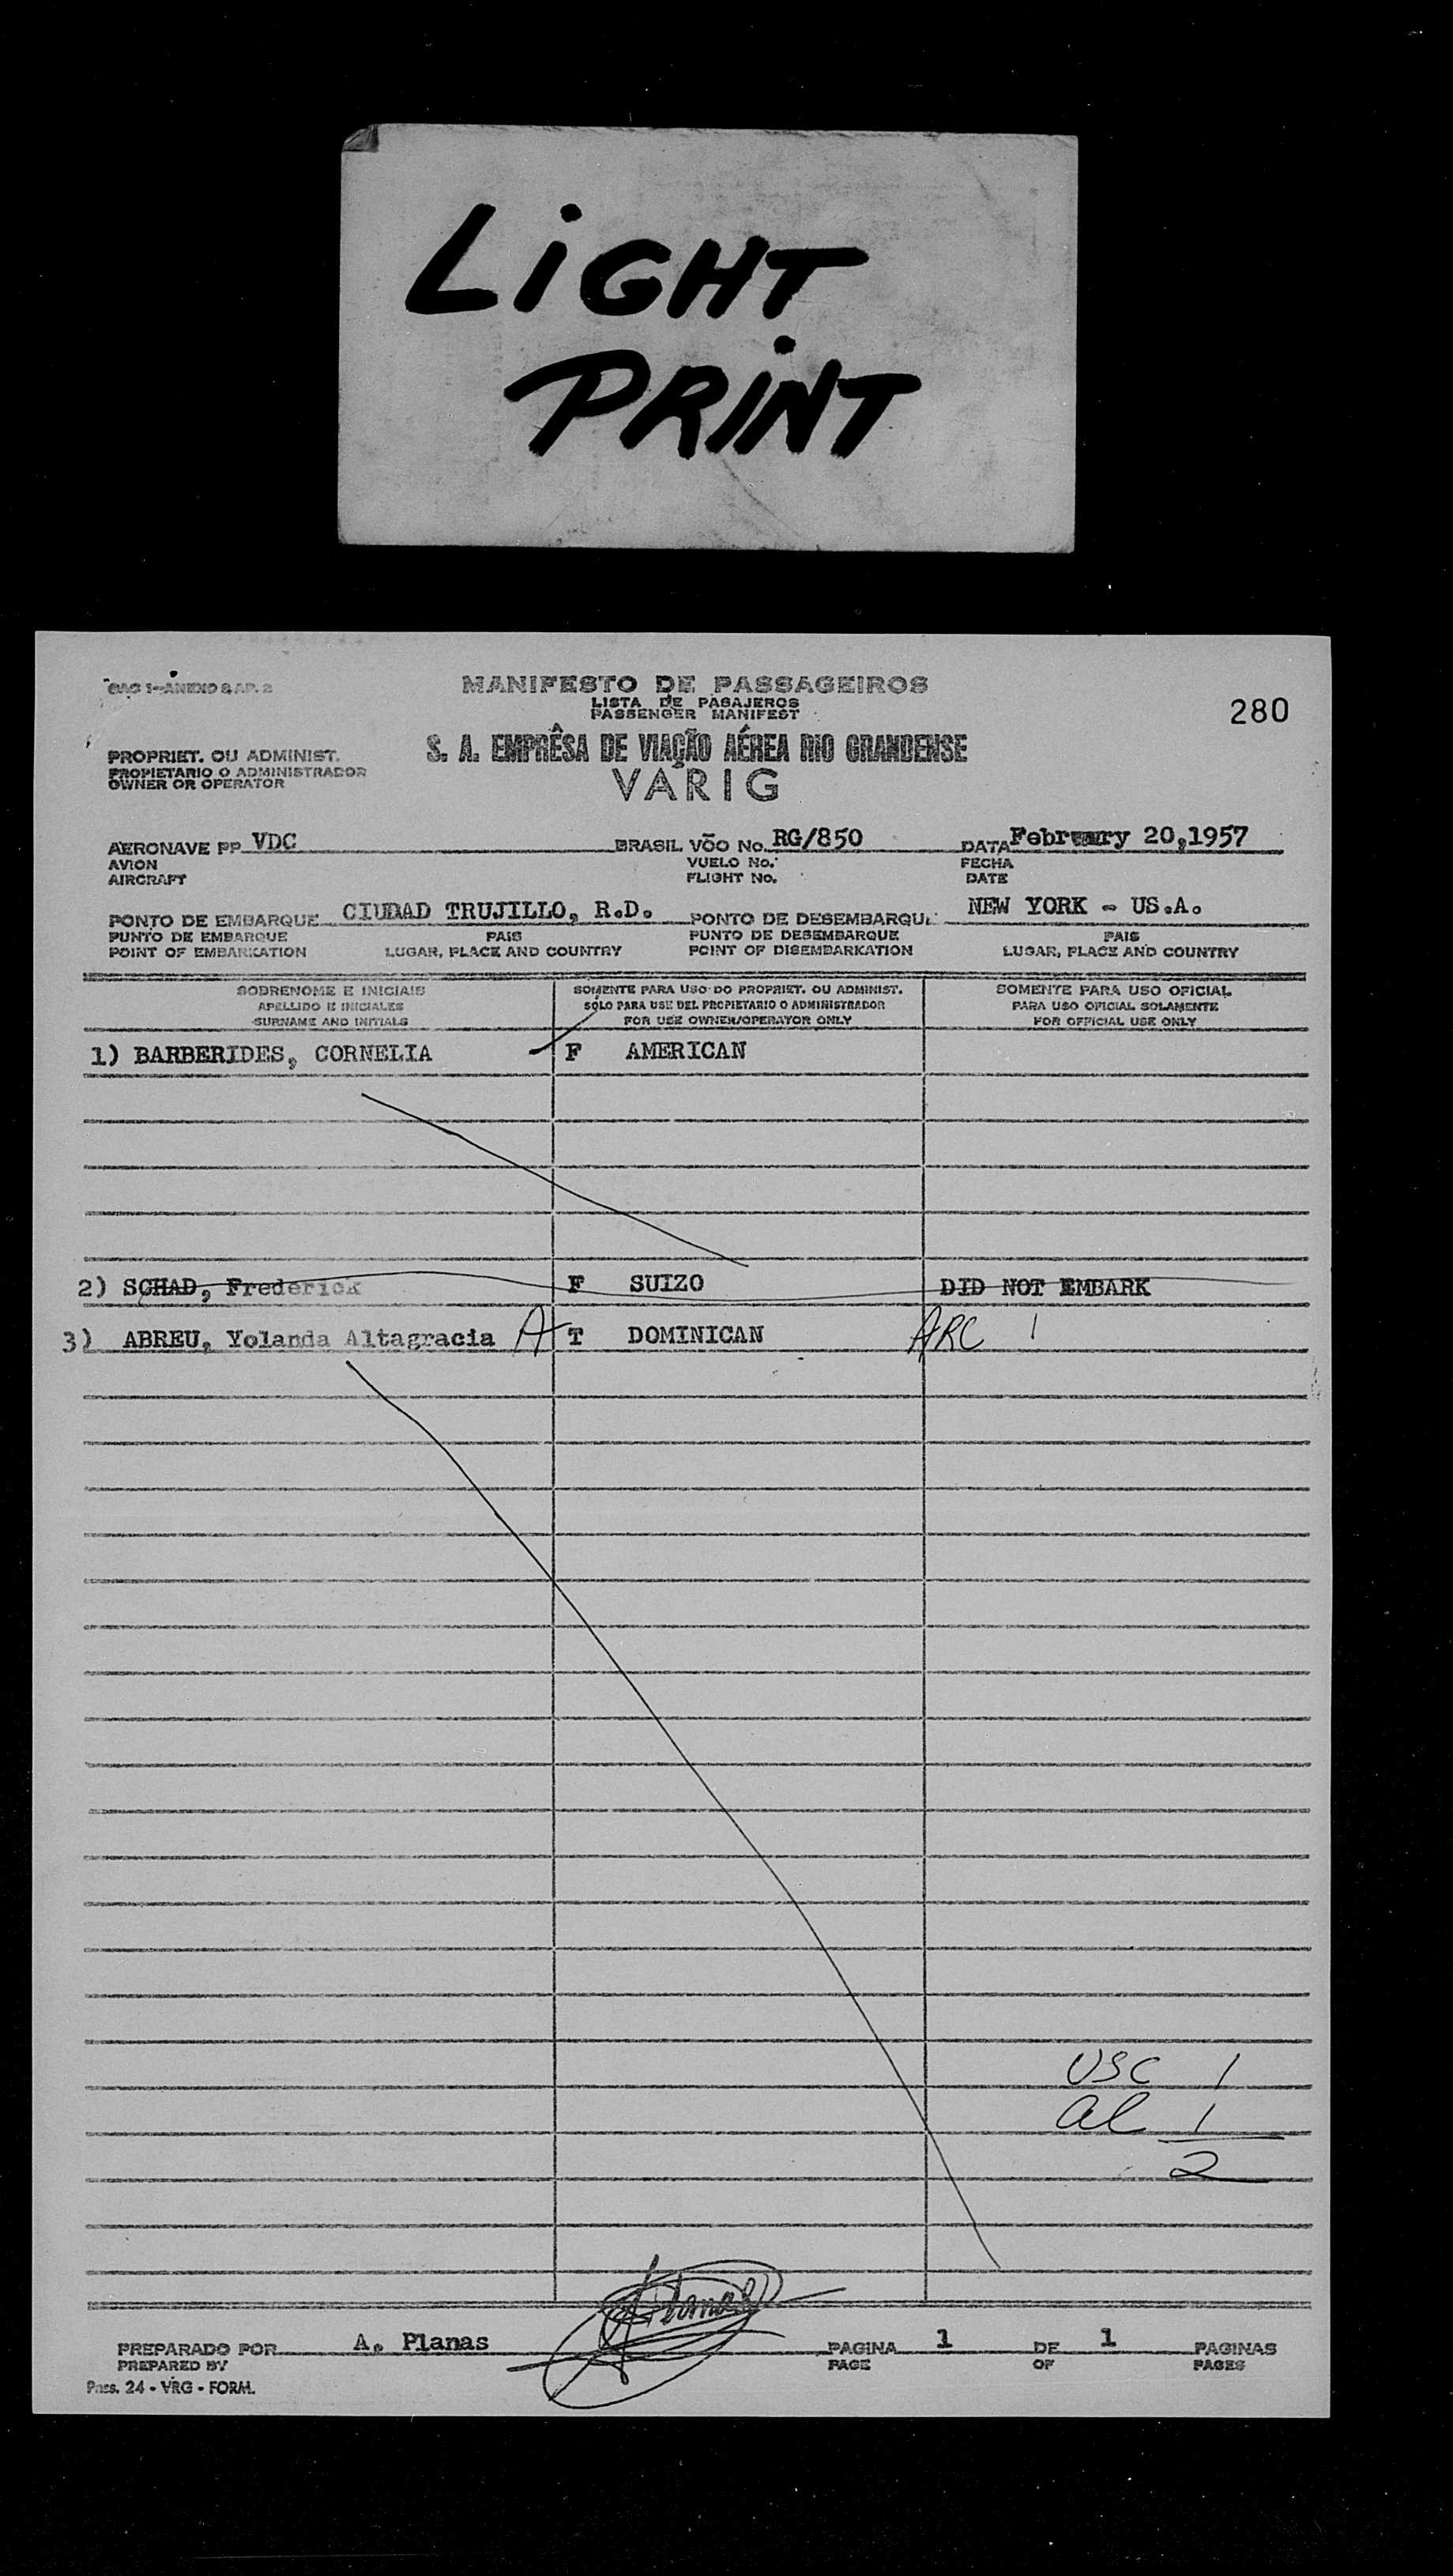 LiGHT
PRiNT
MANIFESTO DE PASSAGEIROS
LISTA DE PASAJEROS
PASSENGER MANIFEST
280
S. A. EMPRÊSA DE VIAÇÃO AÉREA RIO GRANDENSE
VARIG
PROPRIET. OU ADMINIST.
PROPIETARIO O ADMINISTRADOR
OWNER OR OPERATOR
AERONAVE PP VDC BRASIL VÕO No. RG/850 DATA February 20,1957
AVION VUELO No. FECHA
AIRCRAFT FLIGHT No. DATE
PONTO DE EMBARQUE CIUDAD TRUJILLO, R.D. PONTO DE DESEMBARQUE NEW YORK - US.A.
PUNTO DE EMBARQUE PAIS PUNTO DE DESEMBARQUE PAIS
POINT OF EMBARKATION LUGAR, PLACE AND COUNTRY POINT OF DISEMBARKATION LUGAR, PLACE AND COUNTRY
SOBRENOME E INICIAIS SOMENTE PARA USO DO PROPRIET. OU ADMINIST. SOMENTE PARA USO OFICIAL
APELLIDO E INICIALES SÓLO PARA USE DEL PROPIETARIO O ADMINISTRADOR PARA USO OFICIAL SOLAMENTE
SURNAME AND INITIALS FOR USE OWNER/OPERATOR ONLY FOR OFFICIAL USE ONLY
1) BARBERIDES, CORNELIA F AMERICAN
2) SCHAD, Frederick F SUIZO DID NOT EMBARK
3) ABREU, Yolanda Altagracia A T DOMINICAN ARC 1
USC 1
al 1
2
PREPARADO POR A. Planas PAGINA 1 DE 1 PAGINAS
PREPARED BY PAGE OF PAGES
Pass. 24 - VRG - FORM.